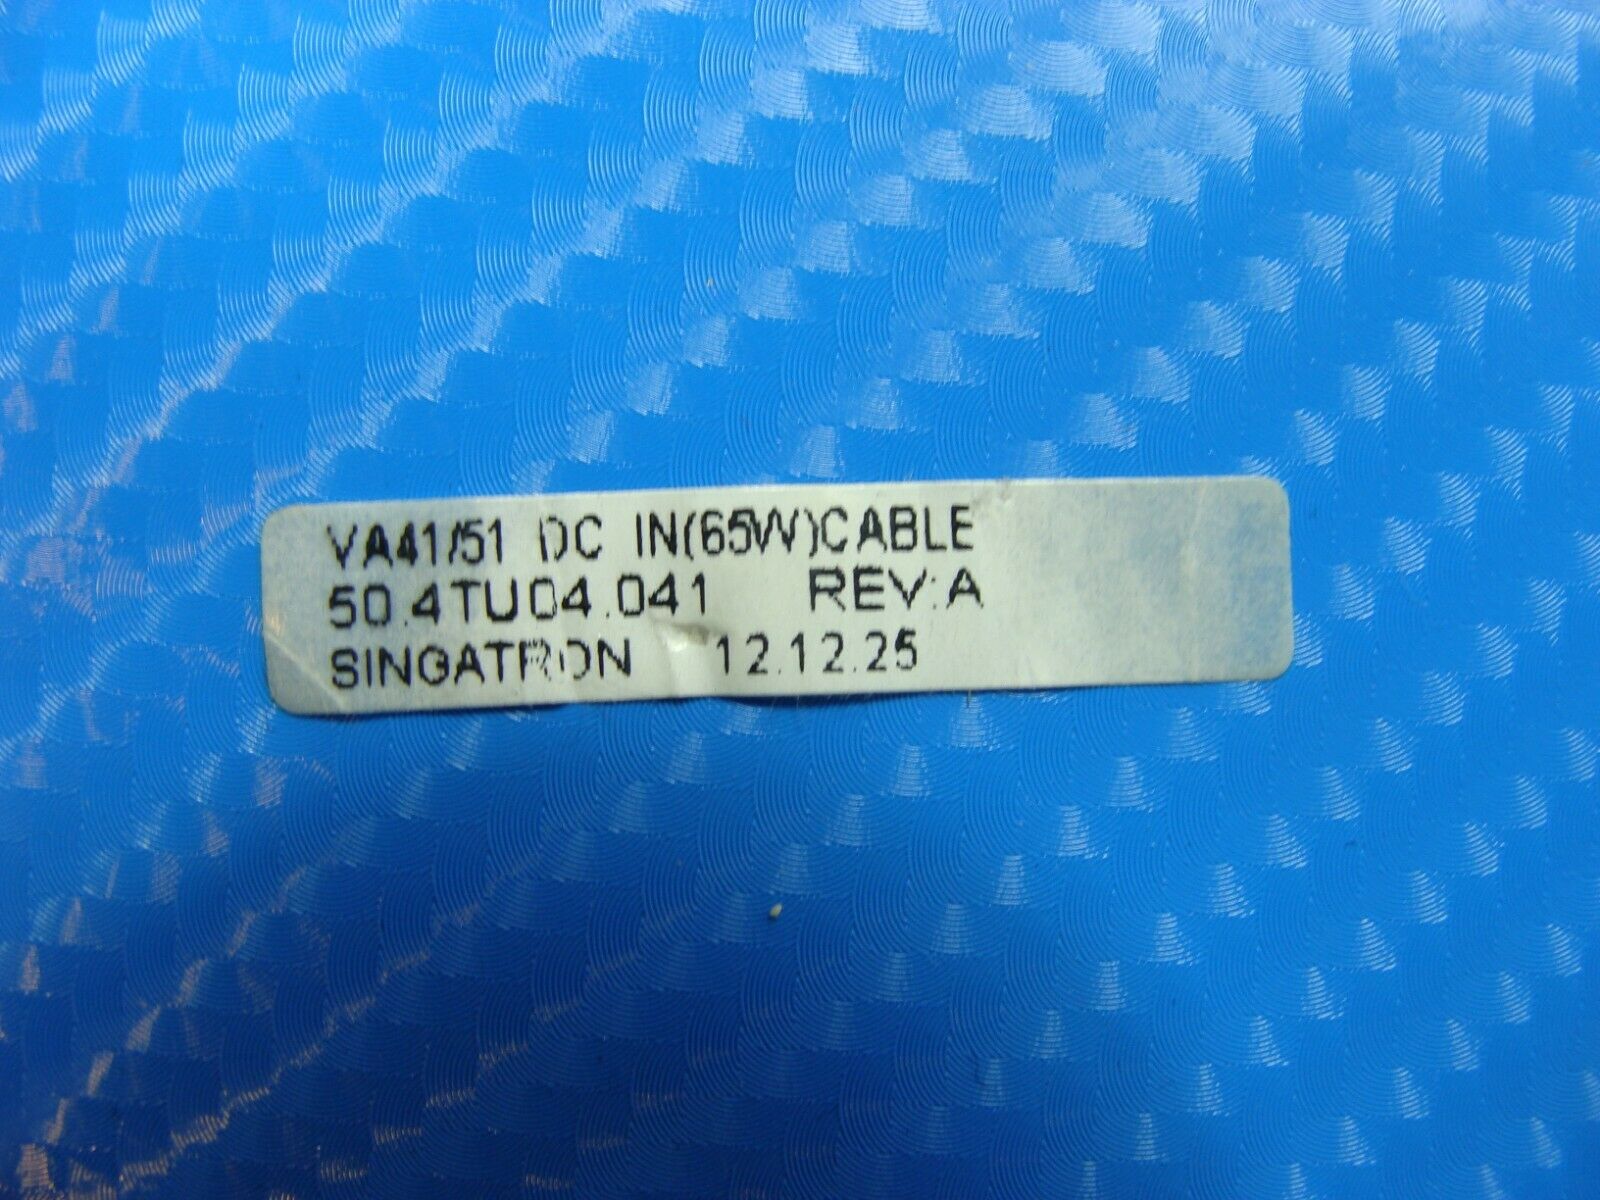 VA41/51 DC IN(65W)CABLE
50.4TU04.041 REV:A
SINGATRON 12.12.25